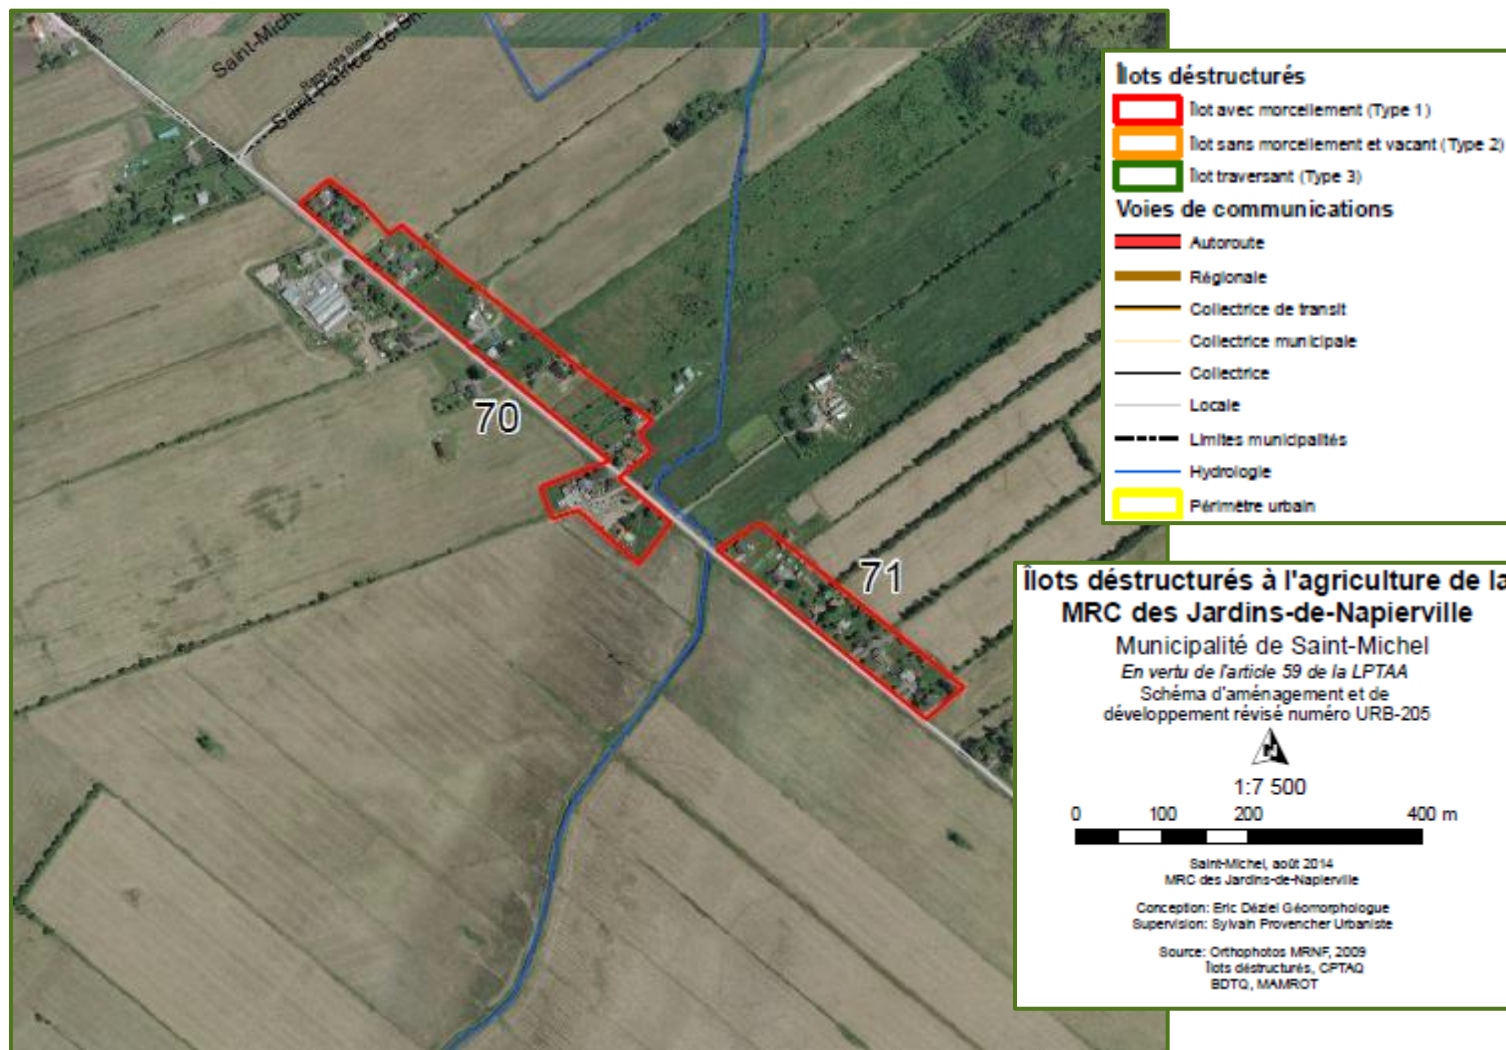 Saint-Mich
Rang des Sloan
70
71
Îlots déstructurés
Îlot avec morcellement (Type 1)
Îlot sans morcellement et vacant (Type 2)
Îlot traversant (Type 3)
Voies de communications
Autoroute
Régionale
Collectrice de transit
Collectrice municipale
Collectrice
Locale
Limites municipalités
Hydrologie
Périmètre urbain
Îlots déstructurés à l'agriculture de la
MRC des Jardins-de-Napierville
Municipalité de Saint-Michel
En vertu de l'article 59 de la LPTAA
Schéma d'aménagement et de
développement révisé numéro URB-205
N
1:7 500
0 100 200 400 m
Saint-Michel, août 2014
MRC des Jardins-de-Napierville
Conception: Eric Déziel Géomorphologue
Supervision: Sylvain Provencher Urbaniste
Source: Orthophotos MRNF, 2009
Îlots déstructurés, CPTAQ
BDTQ, MAMROT